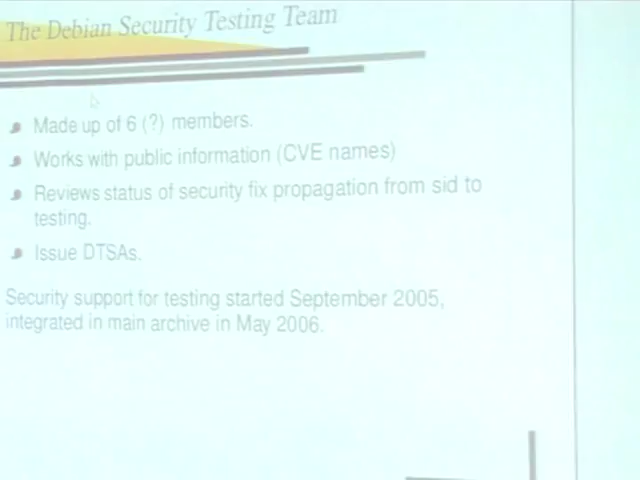 The Debian Security Testing Team
Made up of 6 (?) members.
Works with public information (CVE names)
Reviews status of security fix propagation from sid to
testing.
Issue DTSAs.
Security support for testing started September 2005,
integrated in main archive in May 2006.